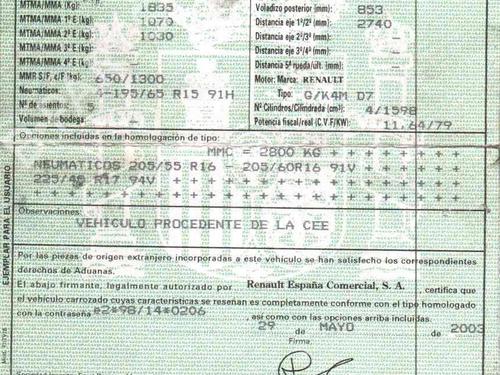 MTMA/MMA (Kg): 1835 Voladizo posterior (mm): 853
MTMA/MMA 1º E (Kg): 1070 Distancia eje 1º/2º (mm): 2740
MTMA/MMA 2º E (Kg): 1030 Distancia eje 2º/3º (mm): -
MTMA/MMA 3º E (Kg): - Distancia eje 3º/4º (mm): -
MTMA/MMA 4º E (Kg): - Distancia 5ª rueda/últ. (mm): -
MMR S/F, c/F (kg): 650/1300 Motor: Marca: RENAULT
Neumáticos: 4-195/65 R15 91H Tipo: G/K4M D7
Nº de asientos: 5 Nº Cilindros/Cilindrada (cm³): 4/1598
Volumen de bodega: - Potencia fiscal/real (C.V.F/KW): 11,64/79
Opciones incluidas en la homologación de tipo:
MMC = 2800 KG + + + + + + +
NEUMATICOS 205/55 R16 - 205/60R16 91V + + + + + +
225/45 R17 94V + + + + + + + + + + + + + + + +
+ + + + + + + + + + + + + + + + + + + + + + + +
Observaciones:
VEHICULO PROCEDENTE DE LA CEE
Por las piezas de origen extranjero incorporadas a este vehículo se han satisfecho los correspondientes
derechos de Aduanas.
El abajo firmante, legalmente autorizado por Renault España Comercial, S. A. , certifica que
el vehículo carrozado cuyas características se reseñan es completamente conforme con el tipo homologado
con la contraseña e2*98/14*0206 , así como con las opciones arriba incluidas.
29 de MAYO de 2003
Firma,
EJEMPLAR PARA EL USUARIO